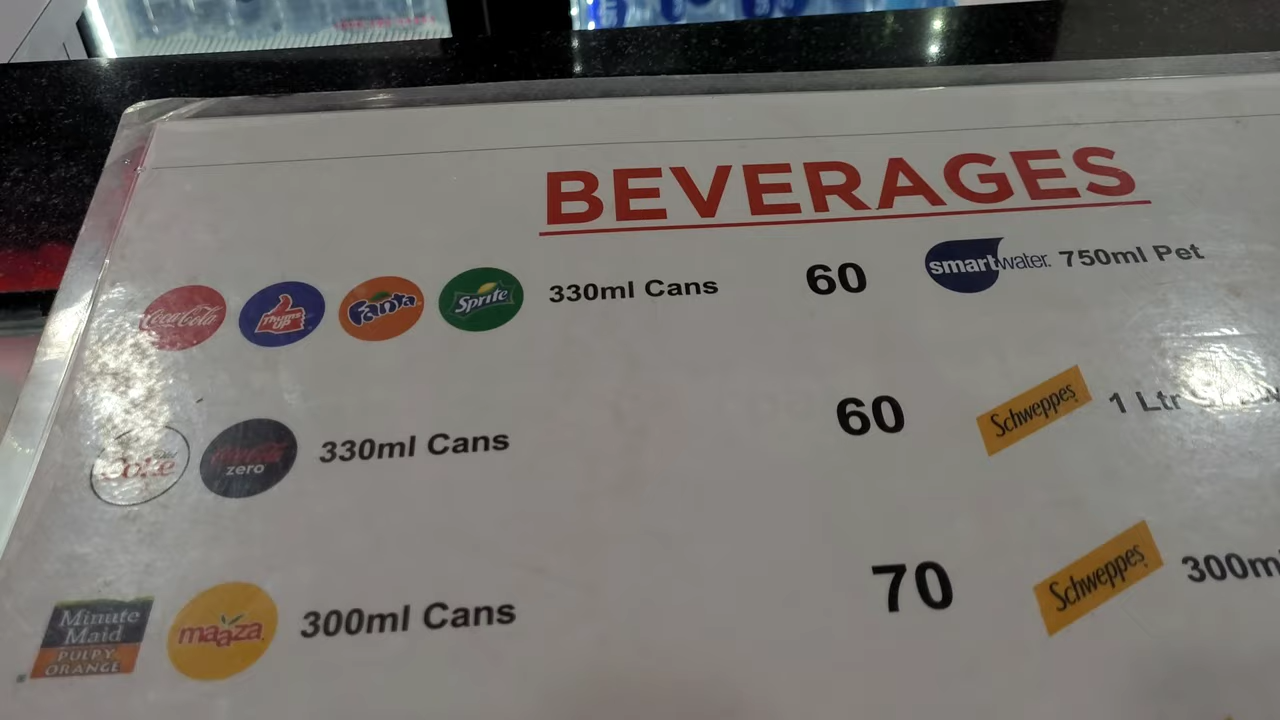 BEVERAGES
Coca-Cola Thums Up Fanta Sprite 330ml Cans 60 smartwater. 750ml Pet
Coke zero 330ml Cans 60 Schweppes 1 Ltr
Minute Maid PULPY ORANGE maaza 300ml Cans 70 Schweppes 300m